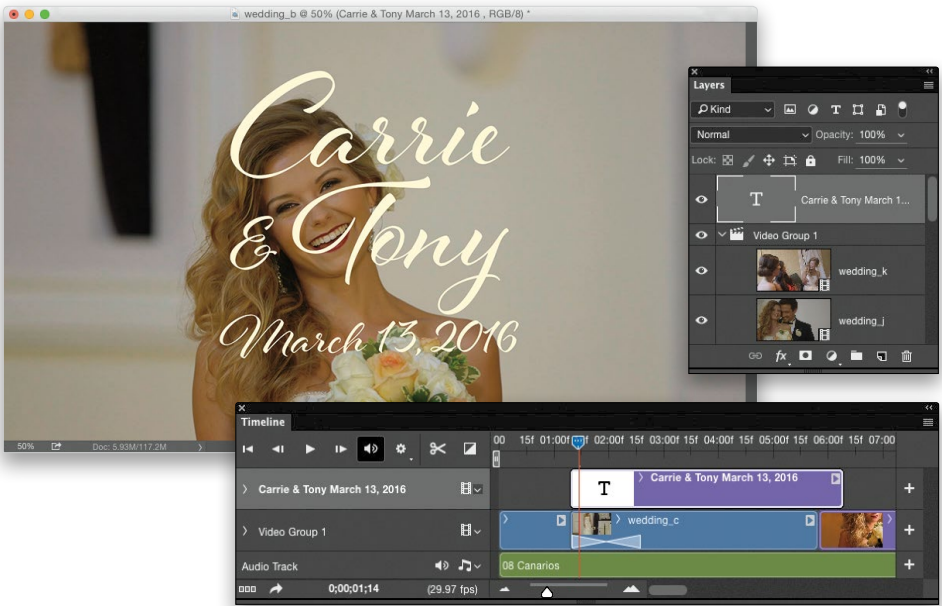 wedding_b @ 50% (Carrie & Tony March 13, 2016 , RGB/8) *
Carrie
& Tony
March 13, 2016
50% Doc: 5.93M/117.2M
Layers
Kind
Normal Opacity: 100%
Lock: Fill: 100%
T Carrie & Tony March 1...
Video Group 1
wedding_k
wedding_j
fx
Timeline
00 15f 01:00f 02:00f 15f 03:00f 15f 04:00f 15f 05:00f 15f 06:00f 15f 07:00
Carrie & Tony March 13, 2016
T Carrie & Tony March 13, 2016
Video Group 1
wedding_c
Audio Track
08 Canarios
0;00;01;14 (29.97 fps)